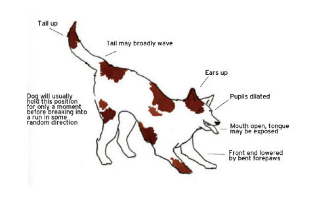 Tail up
Tail may broadly wave
Ears up
Pupils dilated
Dog will usually
hold this position
for only a moment
before breaking into
a run in some
random direction
Mouth open, tongue
may be exposed
Front end lowered
by bent forepaws